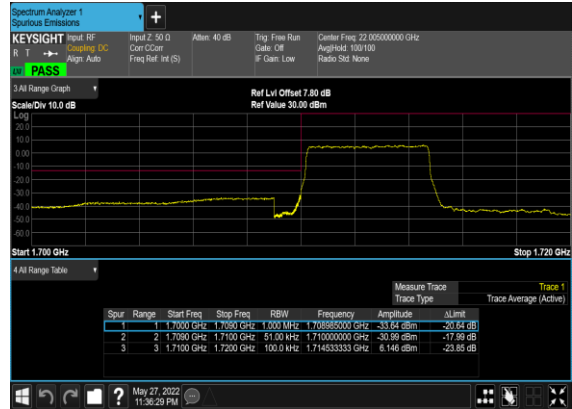 Spectrum Analyzer 1
Spurious Emissions
KEYSIGHT
R T
Input: RF
Coupling: DC
Align: Auto
Input Z: 50 Ω
Corr CCorr
Freq Ref: Int (S)
Atten: 40 dB
Trig: Free Run
Gate: Off
IF Gain: Low
Center Freq: 22.005000000 GHz
Avg|Hold: 100/100
Radio Std: None
PASS
3 All Range Graph
Scale/Div 10.0 dB
Ref Lvl Offset 7.80 dB
Ref Value 30.00 dBm
Log
20.0
10.0
0.00
-10.0
-20.0
-30.0
-40.0
-50.0
-60.0
Start 1.700 GHz
Stop 1.720 GHz
4 All Range Table
Measure Trace Trace 1
Trace Type Trace Average (Active)
Spur Range Start Freq Stop Freq RBW Frequency Amplitude ΔLimit
1 1 1.7000 GHz 1.7090 GHz 1.000 MHz 1.708985000 GHz -33.64 dBm -20.64 dB
2 2 1.7090 GHz 1.7100 GHz 51.00 kHz 1.710000000 GHz -30.99 dBm -17.99 dB
3 3 1.7100 GHz 1.7200 GHz 100.0 kHz 1.714533333 GHz 6.146 dBm -23.85 dB
?
May 27, 2022
11:36:29 PM